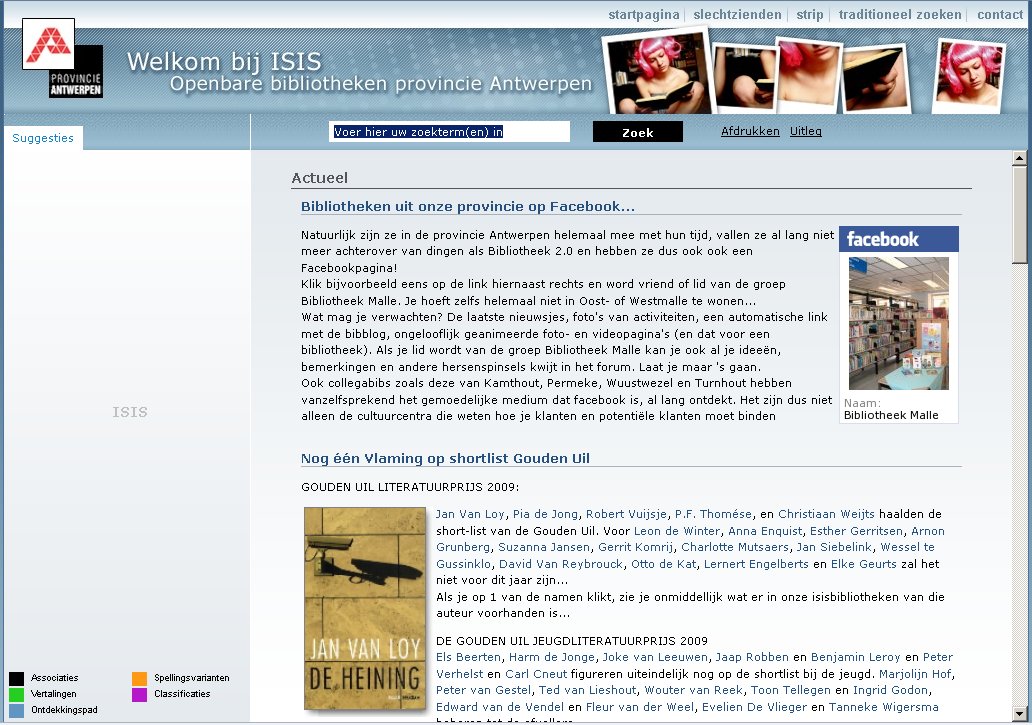 startpagina | slechtzienden | strip | traditioneel zoeken | contact
PROVINCIE
ANTWERPEN
Welkom bij ISIS
Openbare bibliotheken provincie Antwerpen
Suggesties
Voer hier uw zoekterm(en) in
Zoek
Afdrukken Uitleg
Actueel
Bibliotheken uit onze provincie op Facebook...
Natuurlijk zijn ze in de provincie Antwerpen helemaal mee met hun tijd, vallen ze al lang niet
meer achterover van dingen als Bibliotheek 2.0 en hebben ze dus ook ook een
Facebookpagina!
Klik bijvoorbeeld eens op de link hiernaast rechts en word vriend of lid van de groep
Bibliotheek Malle. Je hoeft zelfs helemaal niet in Oost- of Westmalle te wonen...
Wat mag je verwachten? De laatste nieuwsjes, foto's van activiteiten, een automatische link
met de bibblog, ongelooflijk geanimeerde foto- en videopagina's (en dat voor een
bibliotheek). Als je lid wordt van de groep Bibliotheek Malle kan je ook al je ideeën,
bemerkingen en andere hersenspinsels kwijt in het forum. Laat je maar 's gaan.
Ook collegabibs zoals deze van Kamthout, Permeke, Wuustwezel en Turnhout hebben
vanzelfsprekend het gemoedelijke medium dat facebook is, al lang ontdekt. Het zijn dus niet
alleen de cultuurcentra die weten hoe je klanten en potentiële klanten moet binden
facebook
Naam:
Bibliotheek Malle
ISIS
Nog één Vlaming op shortlist Gouden Uil
GOUDEN UIL LITERATUURPRIJS 2009:
Jan Van Loy, Pia de Jong, Robert Vuijsje, P.F. Thomése, en Christiaan Weijts haalden de
short-list van de Gouden Uil. Voor Leon de Winter, Anna Enquist, Esther Gerritsen, Arnon
Grunberg, Suzanna Jansen, Gerrit Komrij, Charlotte Mutsaers, Jan Siebelink, Wessel te
Gussinklo, David Van Reybrouck, Otto de Kat, Lernert Engelberts en Elke Geurts zal het
niet voor dit jaar zijn...
Als je op 1 van de namen klikt, zie je onmiddellijk wat er in onze isisbibliotheken van die
auteur voorhanden is...
JAN VAN LOY
DE HEINING
DE GOUDEN UIL JEUGDLITERATUURPRIJS 2009
Els Beerten, Harm de Jonge, Joke van Leeuwen, Jaap Robben en Benjamin Leroy en Peter
Verhelst en Carl Cneut figureren uiteindelijk nog op de shortlist bij de jeugd. Marjolijn Hof,
Peter van Gestel, Ted van Lieshout, Wouter van Reek, Toon Tellegen en Ingrid Godon,
Edward van de Vendel en Fleur van der Weel, Evelien De Vlieger en Tanneke Wigersma
behoren tot de afvallers
Associaties
Vertalingen
Ontdekkingspad
Spellingsvarianten
Classificaties